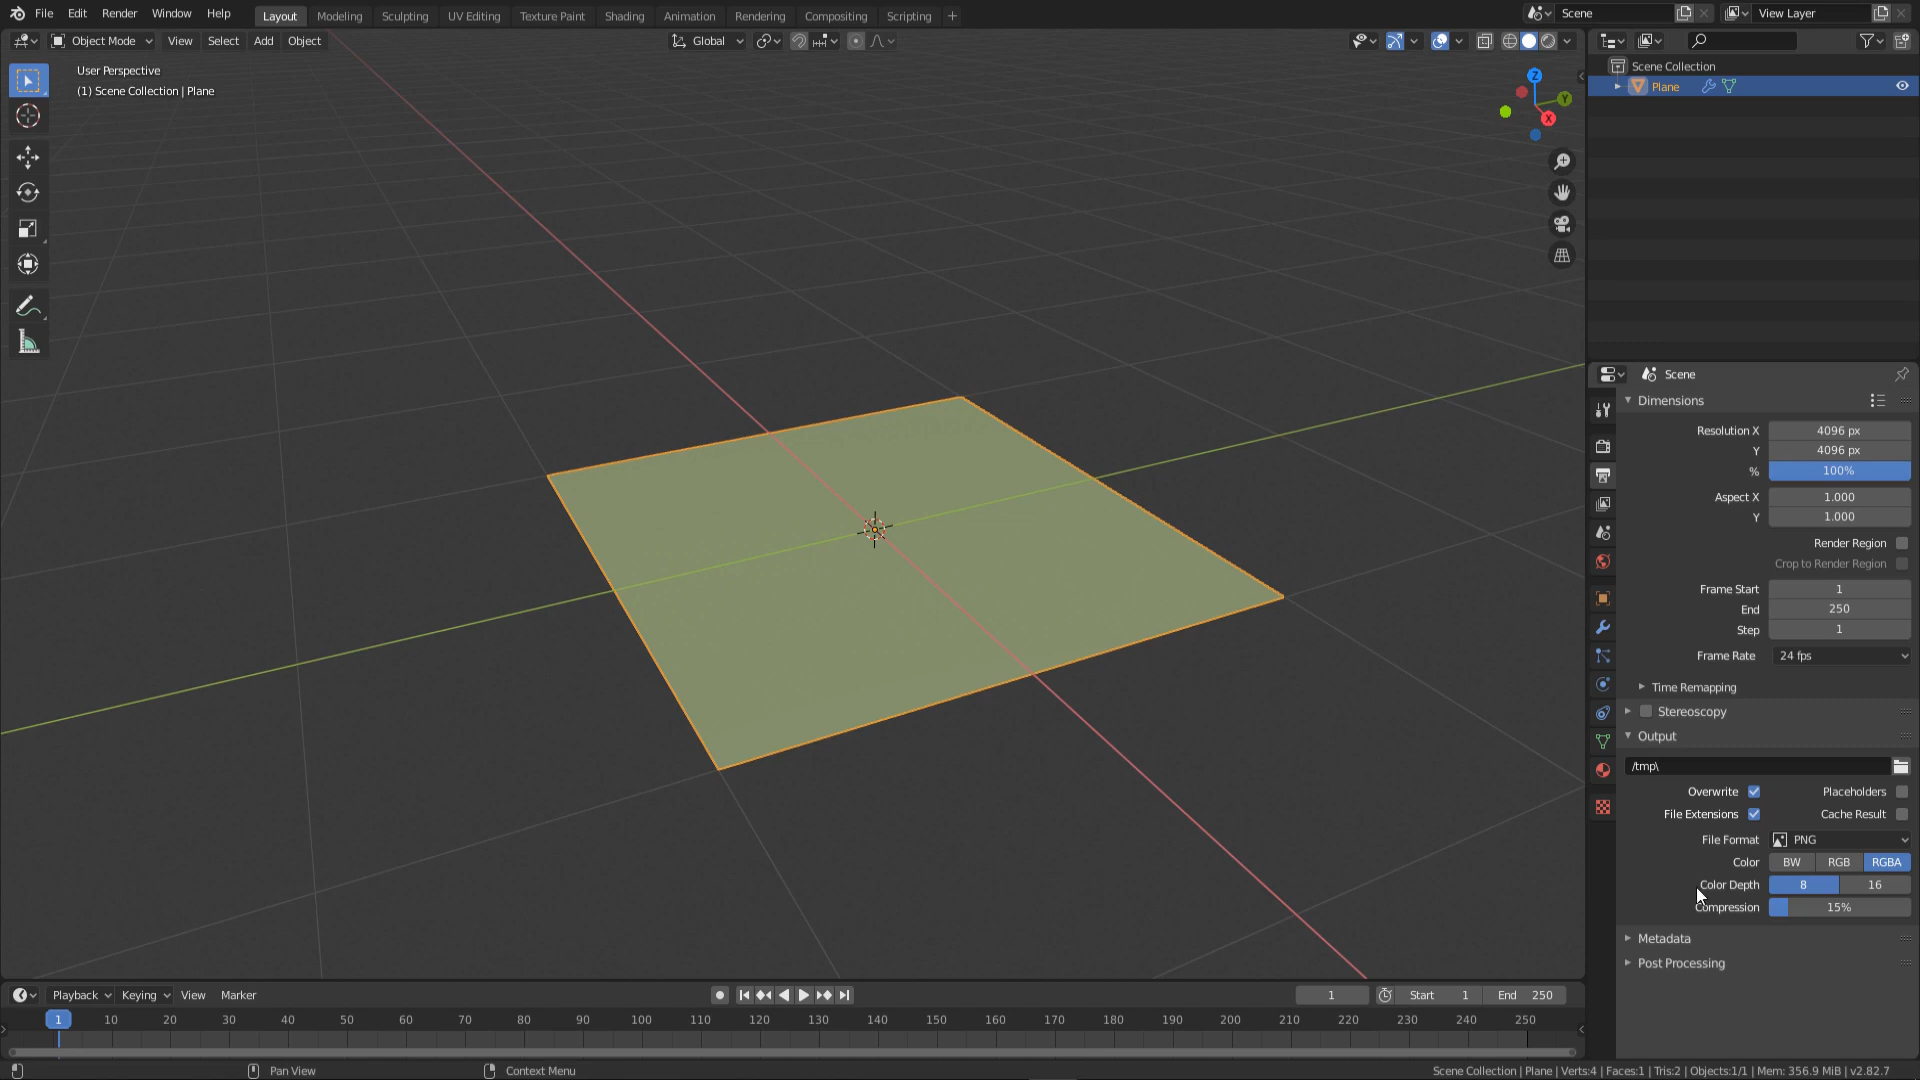 File Edit Render Window Help Layout Modeling Sculpting UV Editing Texture Paint Shading Animation Rendering Compositing Scripting + Scene View Layer
Object Mode View Select Add Object Global
User Perspective
(1) Scene Collection | Plane
Z
Y
X
Scene Collection
Plane
Scene
Dimensions
Resolution X 4096 px
Y 4096 px
% 100%
Aspect X 1.000
Y 1.000
Render Region
Crop to Render Region
Frame Start 1
End 250
Step 1
Frame Rate 24 fps
Time Remapping
Stereoscopy
Output
/tmp\
Overwrite Placeholders
File Extensions Cache Result
File Format PNG
Color BW RGB RGBA
Color Depth 8 16
Compression 15%
Metadata
Post Processing
Playback Keying View Marker 1 Start 1 End 250
1 10 20 30 40 50 60 70 80 90 100 110 120 130 140 150 160 170 180 190 200 210 220 230 240 250
Pan View Context Menu Scene Collection | Plane | Verts:4 | Faces:1 | Tris:2 | Objects:1/1 | Mem: 356.9 MiB | v2.82.7